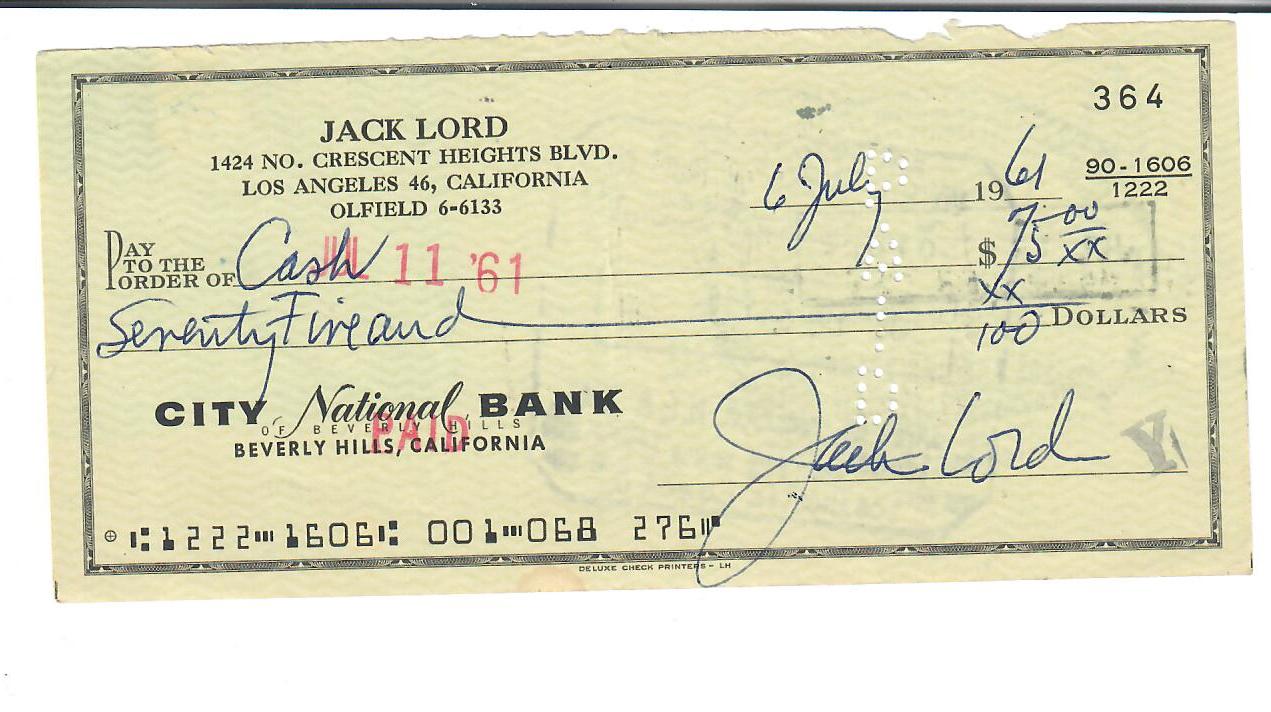 364
JACK LORD
1424 NO. CRESCENT HEIGHTS BLVD.
LOS ANGELES 46, CALIFORNIA
OLFIELD 6-6133
6 July 19 61
90-1606
1222
PAY TO THE ORDER OF Cash $ 75 00/XX
JUL 11 '61
Seventy Five and XX/100 DOLLARS
CITY National BANK
OF BEVERLY HILLS
BEVERLY HILLS, CALIFORNIA
PAID
Jack Lord
⑆1222⑉1606⑆ 001⑉068 276⑈
DELUXE CHECK PRINTERS - LH